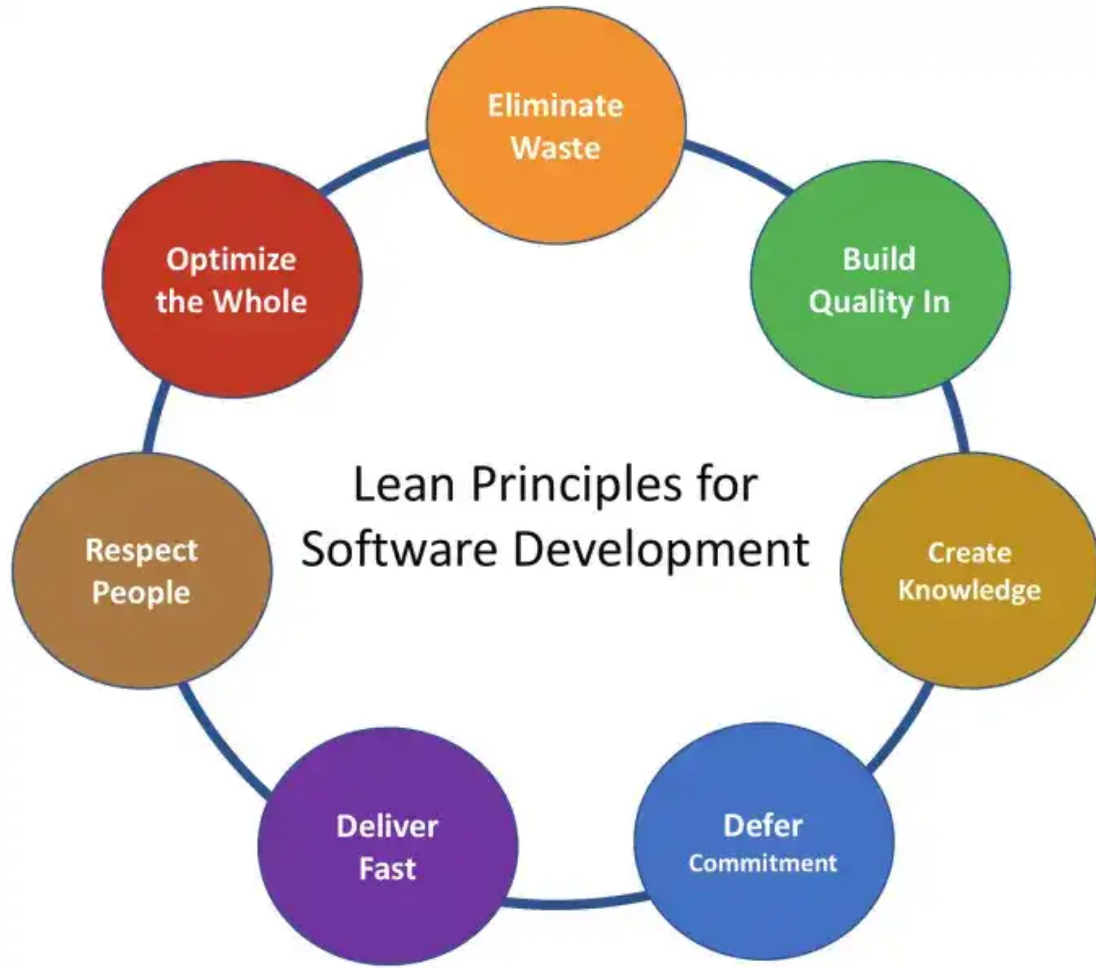 Eliminate
Waste
Build
Quality In
Create
Knowledge
Defer
Commitment
Deliver
Fast
Respect
People
Optimize
the Whole
Lean Principles for
Software Development